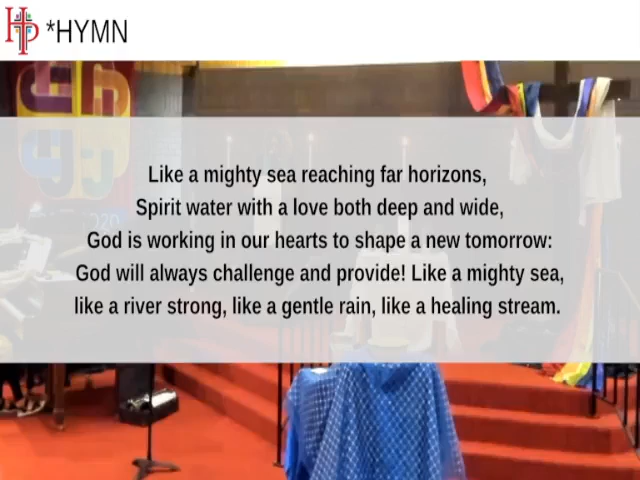 *HYMN
Like a mighty sea reaching far horizons,
Spirit water with a love both deep and wide,
God is working in our hearts to shape a new tomorrow:
God will always challenge and provide! Like a mighty sea,
like a river strong, like a gentle rain, like a healing stream.
2020